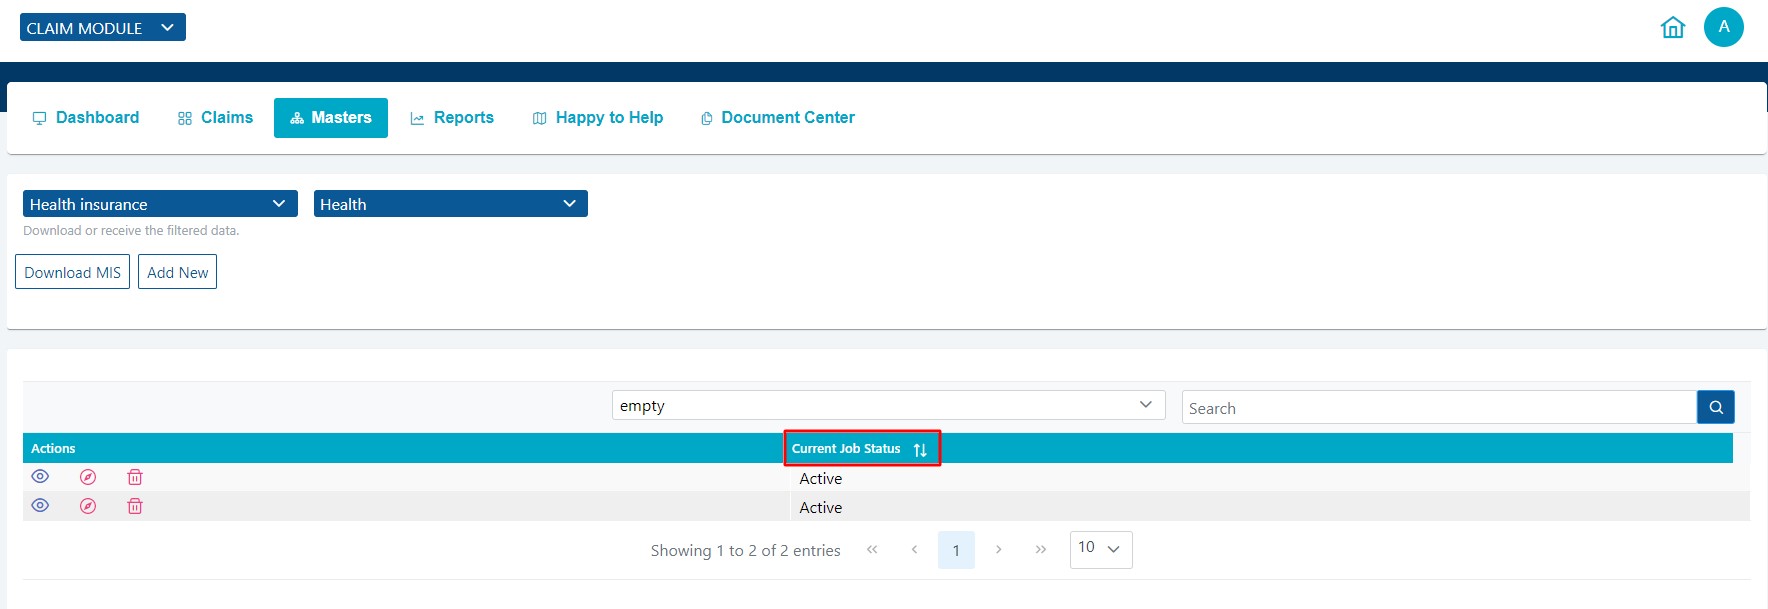 CLAIM MODULE
A
Dashboard Claims Masters Reports Happy to Help Document Center
Health insurance Health
Download or receive the filtered data.
Download MIS Add New
empty Search
Actions Current Job Status
Active
Active
Showing 1 to 2 of 2 entries « ‹ 1 › » 10